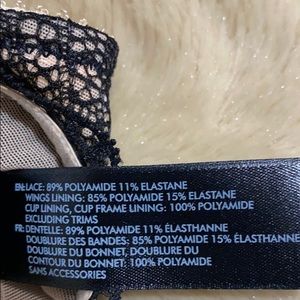 EN: LACE: 89% POLYAMIDE 11% ELASTANE
WINGS LINING: 85% POLYAMIDE 15% ELASTANE
CUP LINING, CUP FRAME LINING: 100% POLYAMIDE
EXCLUDING TRIMS
FR: DENTELLE: 89% POLYAMIDE 11% ÉLASTHANNE
DOUBLURE DES BANDES: 85% POLYAMIDE 15% ÉLASTHANNE
DOUBLURE DU BONNET, DOUBLURE DU
CONTOUR DU BONNET: 100% POLYAMIDE
SANS ACCESSOIRES